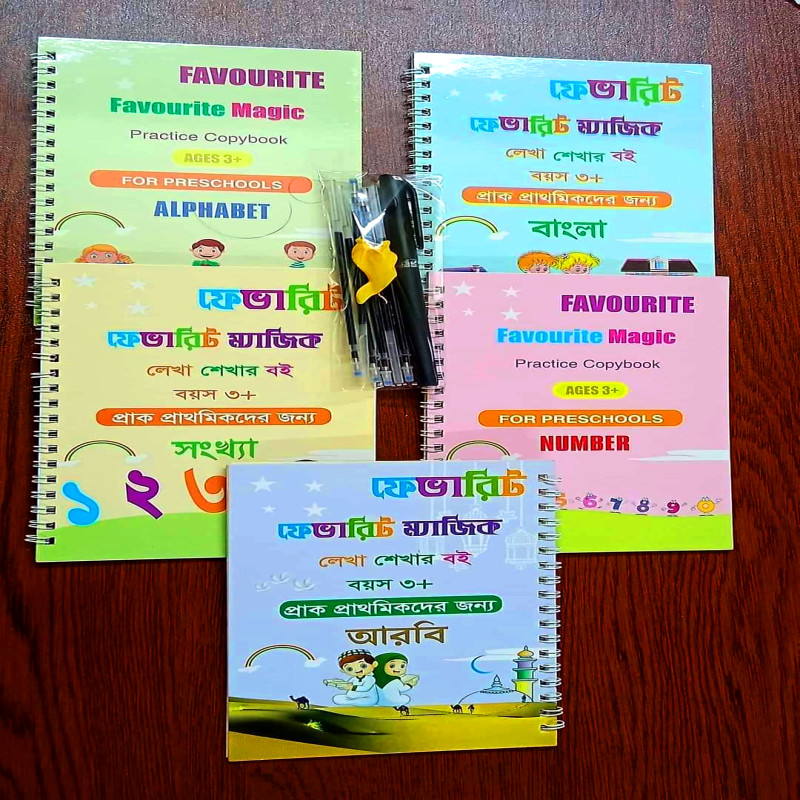 FAVOURITE
Favourite Magic
Practice Copybook
AGES 3+
FOR PRESCHOOLS
ALPHABET
ফেভারিট
ফেভারিট ম্যাজিক
লেখা শেখার বই
বয়স ৩+
প্রাক প্রাথমিকদের জন্য
বাংলা
ফেভারিট
ফেভারিট ম্যাজিক
লেখা শেখার বই
বয়স ৩+
প্রাক প্রাথমিকদের জন্য
সংখ্যা
১ ২ ৩
FAVOURITE
Favourite Magic
Practice Copybook
AGES 3+
FOR PRESCHOOLS
NUMBER
5 6 7 8 9 0
ফেভারিট
ফেভারিট ম্যাজিক
লেখা শেখার বই
বয়স ৩+
প্রাক প্রাথমিকদের জন্য
আরবি